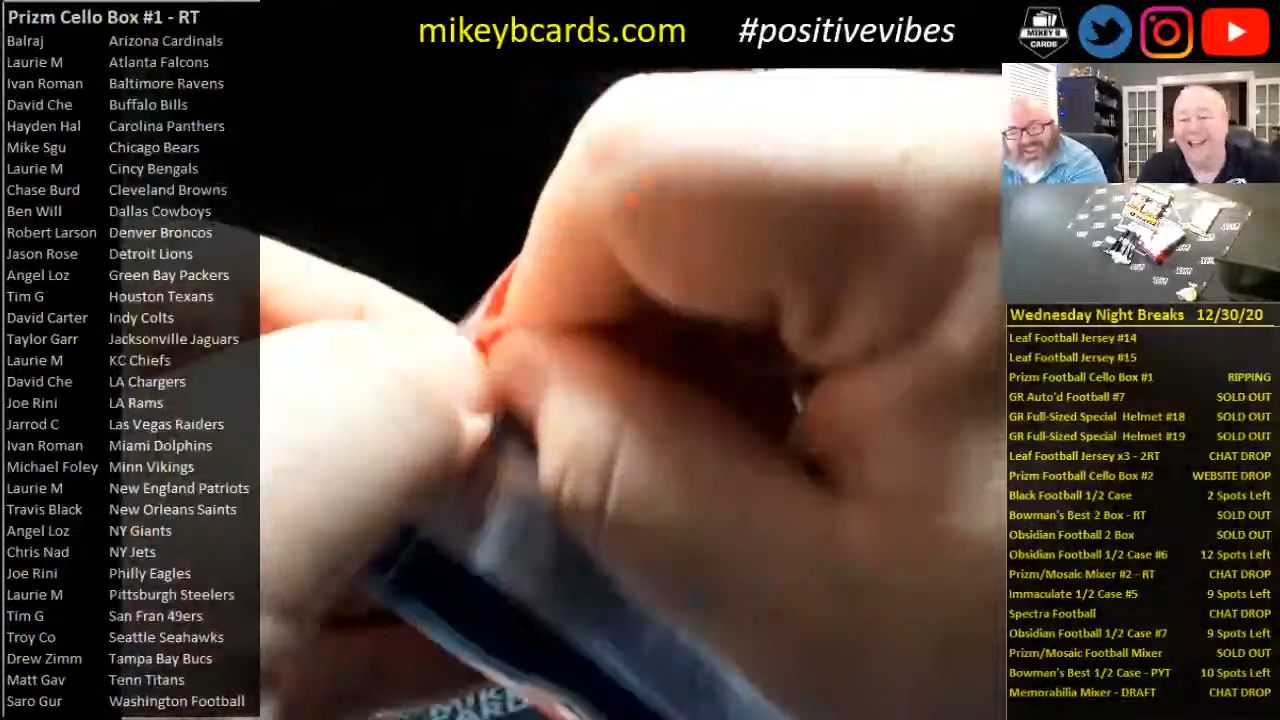 Prizm Cello Box #1 - RT
Balraj Arizona Cardinals
Laurie M Atlanta Falcons
Ivan Roman Baltimore Ravens
David Che Buffalo Bills
Hayden Hal Carolina Panthers
Mike Sgu Chicago Bears
Laurie M Cincy Bengals
Chase Burd Cleveland Browns
Ben Will Dallas Cowboys
Robert Larson Denver Broncos
Jason Rose Detroit Lions
Angel Loz Green Bay Packers
Tim G Houston Texans
David Carter Indy Colts
Taylor Garr Jacksonville Jaguars
Laurie M KC Chiefs
David Che LA Chargers
Joe Rini LA Rams
Jarrod C Las Vegas Raiders
Ivan Roman Miami Dolphins
Michael Foley Minn Vikings
Laurie M New England Patriots
Travis Black New Orleans Saints
Angel Loz NY Giants
Chris Nad NY Jets
Joe Rini Philly Eagles
Laurie M Pittsburgh Steelers
Tim G San Fran 49ers
Troy Co Seattle Seahawks
Drew Zimm Tampa Bay Bucs
Matt Gav Tenn Titans
Saro Gur Washington Football
mikeybcards.com #positivevibes
MIKEY B
CARDS
Wednesday Night Breaks 12/30/20
Leaf Football Jersey #14
Leaf Football Jersey #15
Prizm Football Cello Box #1 RIPPING
GR Auto'd Football #7 SOLD OUT
GR Full-Sized Special Helmet #18 SOLD OUT
GR Full-Sized Special Helmet #19 SOLD OUT
Leaf Football Jersey x3 - 2RT CHAT DROP
Prizm Football Cello Box #2 WEBSITE DROP
Black Football 1/2 Case 2 Spots Left
Bowman's Best 2 Box - RT SOLD OUT
Obsidian Football 2 Box SOLD OUT
Obsidian Football 1/2 Case #6 12 Spots Left
Prizm/Mosaic Mixer #2 - RT CHAT DROP
Immaculate 1/2 Case #5 9 Spots Left
Spectra Football CHAT DROP
Obsidian Football 1/2 Case #7 9 Spots Left
Prizm/Mosaic Football Mixer SOLD OUT
Bowman's Best 1/2 Case - PYT 10 Spots Left
Memorabilia Mixer - DRAFT CHAT DROP